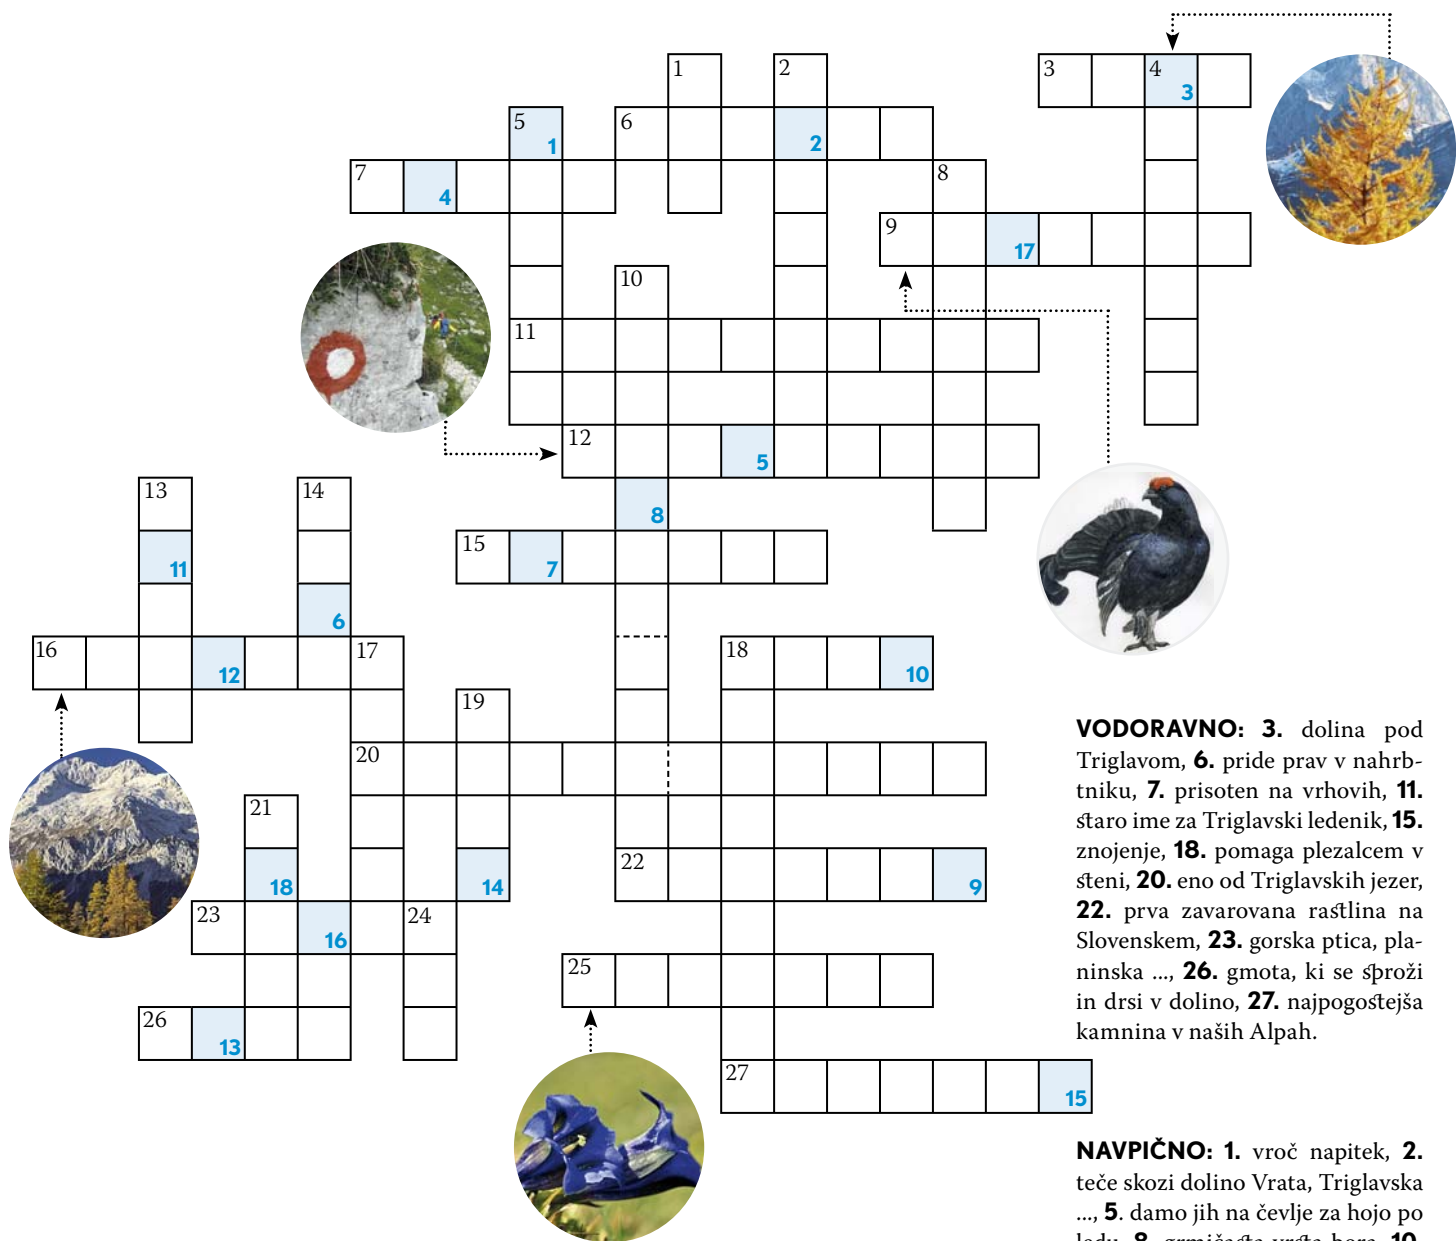 1 2 3 4 3
5 1 6 2
7 4 8
9 17
10
11
12 5
13 14 8
11 15 7
6
16 12 17 18 10
19
20
21
18 14 22 9
23 16 24
25
26 13
27 15
VODORAVNO: 3. dolina pod
Triglavom, 6. pride prav v nahrb-
tniku, 7. prisoten na vrhovih, 11.
staro ime za Triglavski ledenik, 15.
znojenje, 18. pomaga plezalcem v
steni, 20. eno od Triglavskih jezer,
22. prva zavarovana rastlina na
Slovenskem, 23. gorska ptica, pla-
ninska ..., 26. gmota, ki se sproži
in drsi v dolino, 27. najpogostejša
kamnina v naših Alpah.
NAVPIČNO: 1. vroč napitek, 2.
teče skozi dolino Vrata, Triglavska
..., 5. damo jih na čevlje za hojo po
ledu, 8. grmičasta vrsta bora, 10.